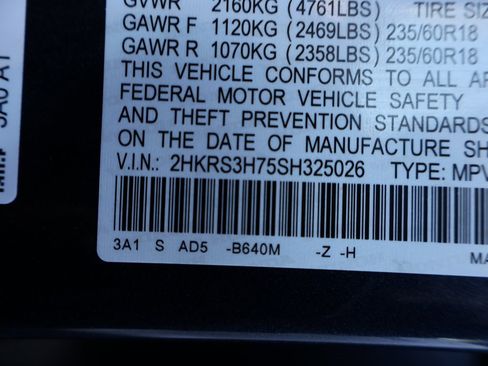 GVWR 2160KG (4761LBS) TIRE SIZ
GAWR F 1120KG (2469LBS) 235/60R18
GAWR R 1070KG (2358LBS) 235/60R18
THIS VEHICLE CONFORMS TO ALL AP
FEDERAL MOTOR VEHICLE SAFETY
AND THEFT PREVENTION STANDARDS
ON THE DATE OF MANUFACTURE SH
V.I.N.: 2HKRS3H75SH325026 TYPE: MPV
3A1 S AD5 -B640M -Z -H MA